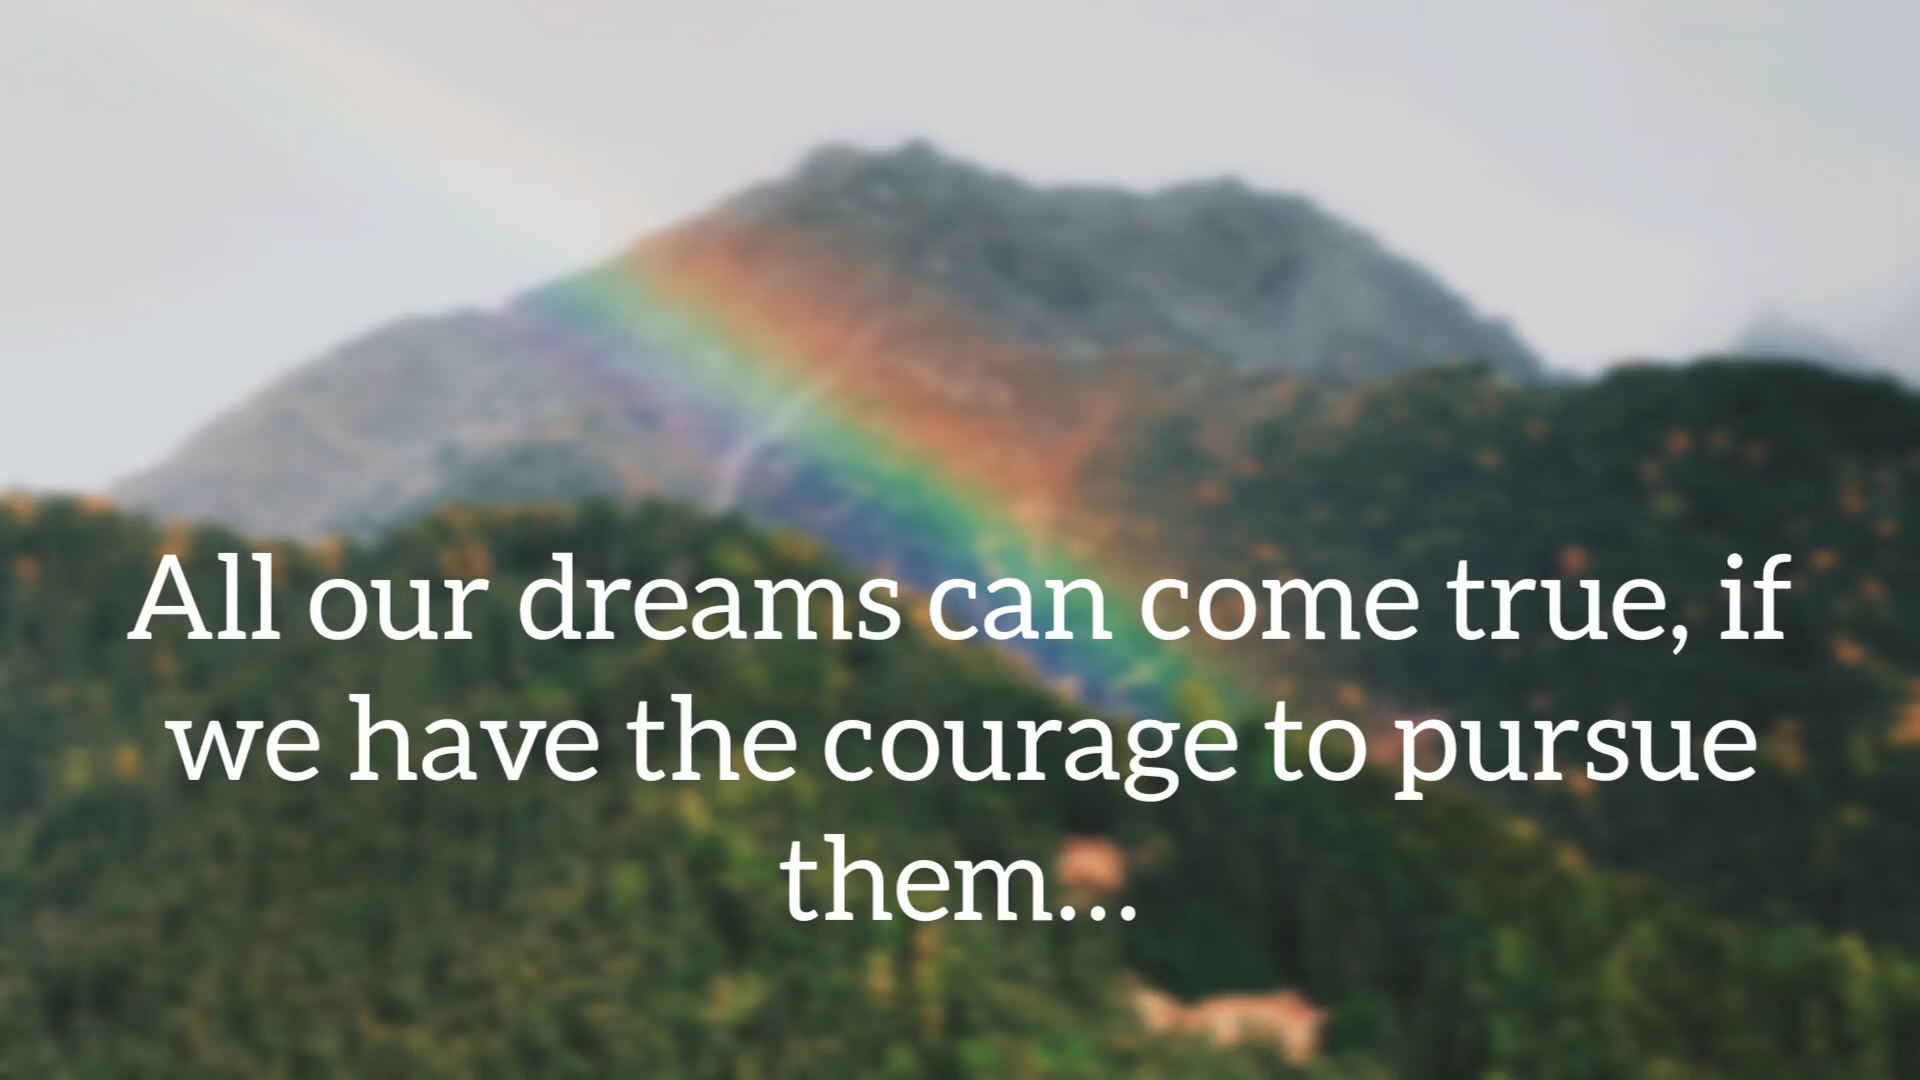 All our dreams can come true, if
we have the courage to pursue
them...